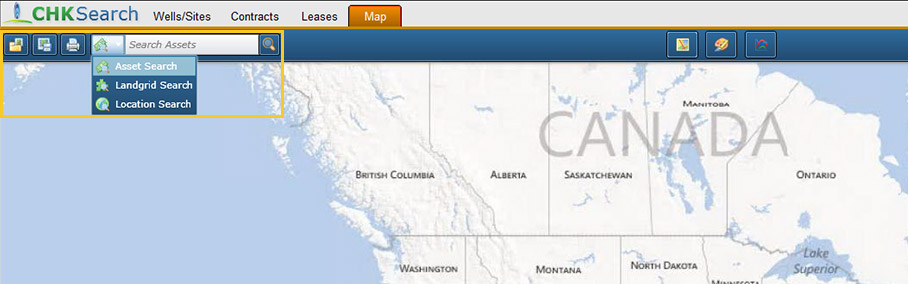 CHKSearch
Wells/Sites Contracts Leases Map
Search Assets
Asset Search
Landgrid Search
Location Search
MANITOBA
CANADA
BRITISH COLUMBIA ALBERTA SASKATCHEWAN ONTARIO
Lake
Superior
WASHINGTON MONTANA NORTH DAKOTA
MINNESOTA